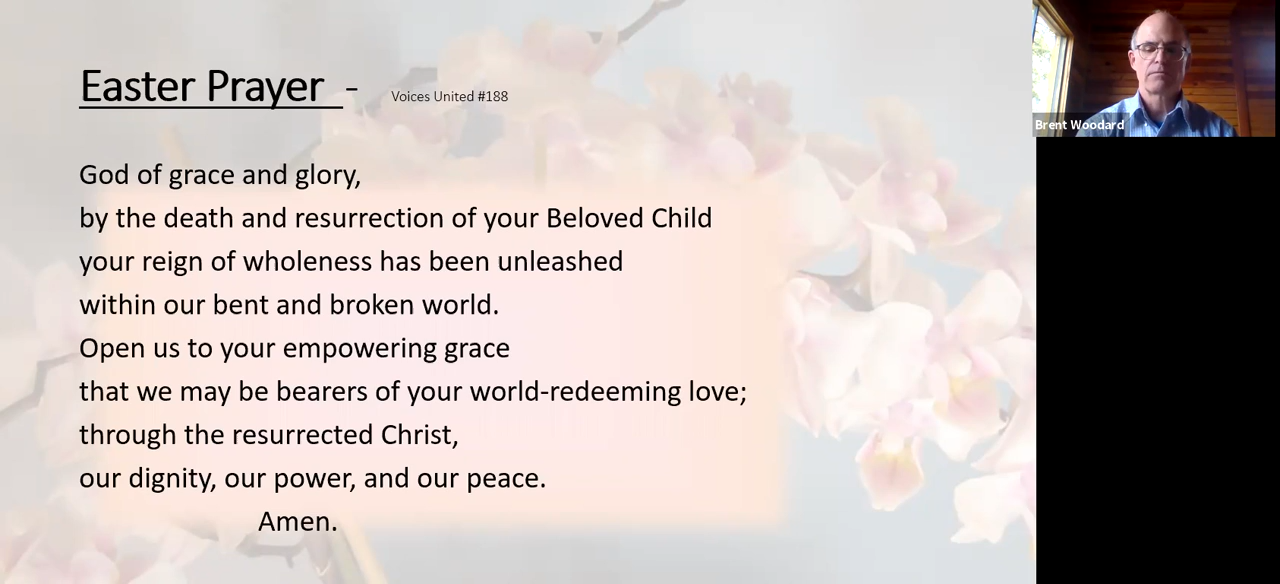 Easter Prayer - Voices United #188
God of grace and glory,
by the death and resurrection of your Beloved Child
your reign of wholeness has been unleashed
within our bent and broken world.
Open us to your empowering grace
that we may be bearers of your world-redeeming love;
through the resurrected Christ,
our dignity, our power, and our peace.
Amen.
Brent Woodard